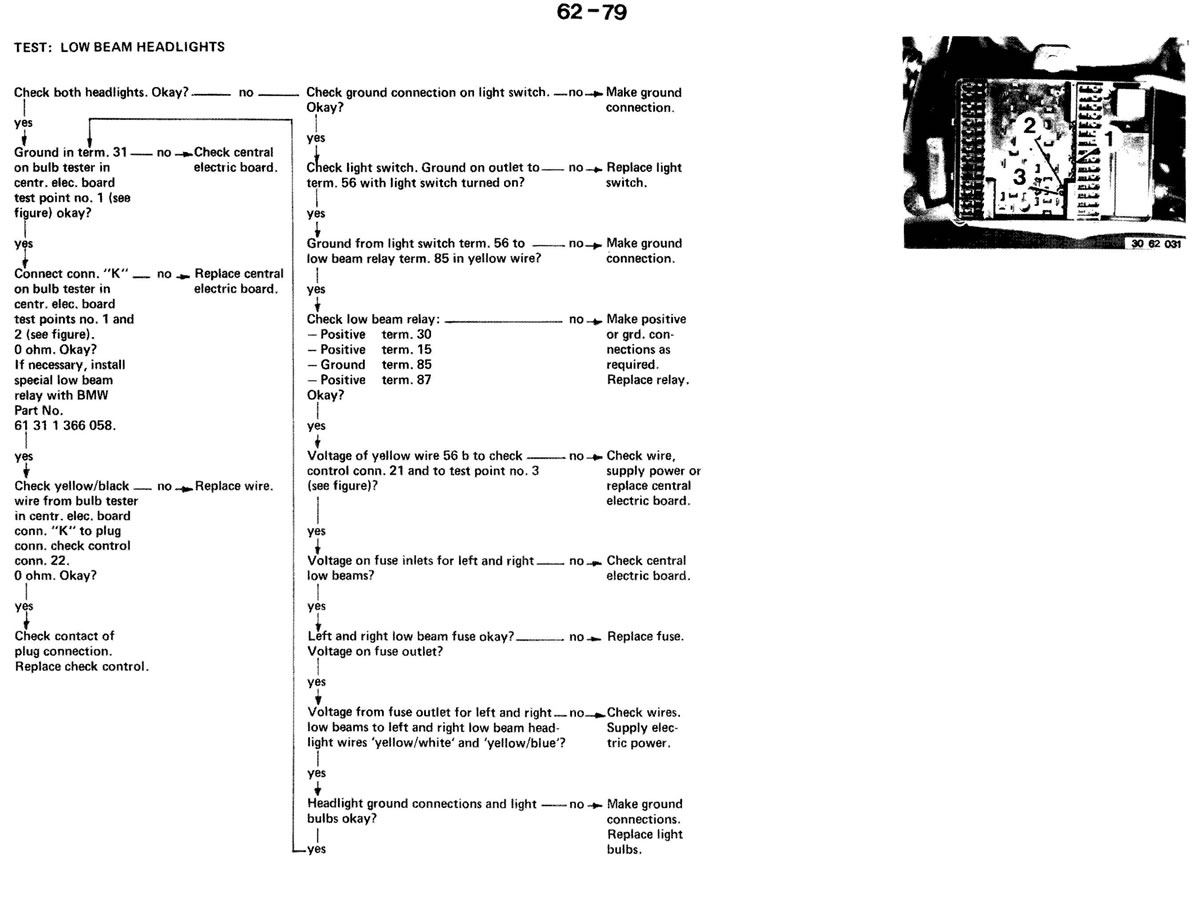 62-79
TEST: LOW BEAM HEADLIGHTS
Check both headlights. Okay?
no
yes
Ground in term. 31
on bulb tester in
centr. elec. board
test point no. 1 (see
figure) okay?
no
Check central
electric board.
yes
Connect conn. "K"
on bulb tester in
centr. elec. board
test points no. 1 and
2 (see figure).
0 ohm. Okay?
If necessary, install
special low beam
relay with BMW
Part No.
61 31 1 366 058.
no
Replace central
electric board.
yes
Check yellow/black
wire from bulb tester
in centr. elec. board
conn. "K" to plug
conn. check control
conn. 22.
0 ohm. Okay?
no
Replace wire.
yes
Check contact of
plug connection.
Replace check control.
Check ground connection on light switch.
Okay?
no
Make ground
connection.
yes
Check light switch. Ground on outlet to
term. 56 with light switch turned on?
no
Replace light
switch.
yes
Ground from light switch term. 56 to
low beam relay term. 85 in yellow wire?
no
Make ground
connection.
yes
Check low beam relay:
– Positive term. 30
– Positive term. 15
– Ground term. 85
– Positive term. 87
Okay?
no
Make positive
or grd. con-
nections as
required.
Replace relay.
yes
Voltage of yellow wire 56 b to check
control conn. 21 and to test point no. 3
(see figure)?
no
Check wire,
supply power or
replace central
electric board.
yes
Voltage on fuse inlets for left and right
low beams?
no
Check central
electric board.
yes
Left and right low beam fuse okay?
Voltage on fuse outlet?
no
Replace fuse.
yes
Voltage from fuse outlet for left and right
low beams to left and right low beam head-
light wires 'yellow/white' and 'yellow/blue'?
no
Check wires.
Supply elec-
tric power.
yes
Headlight ground connections and light
bulbs okay?
no
Make ground
connections.
Replace light
bulbs.
yes
2
1
3
30 62 031